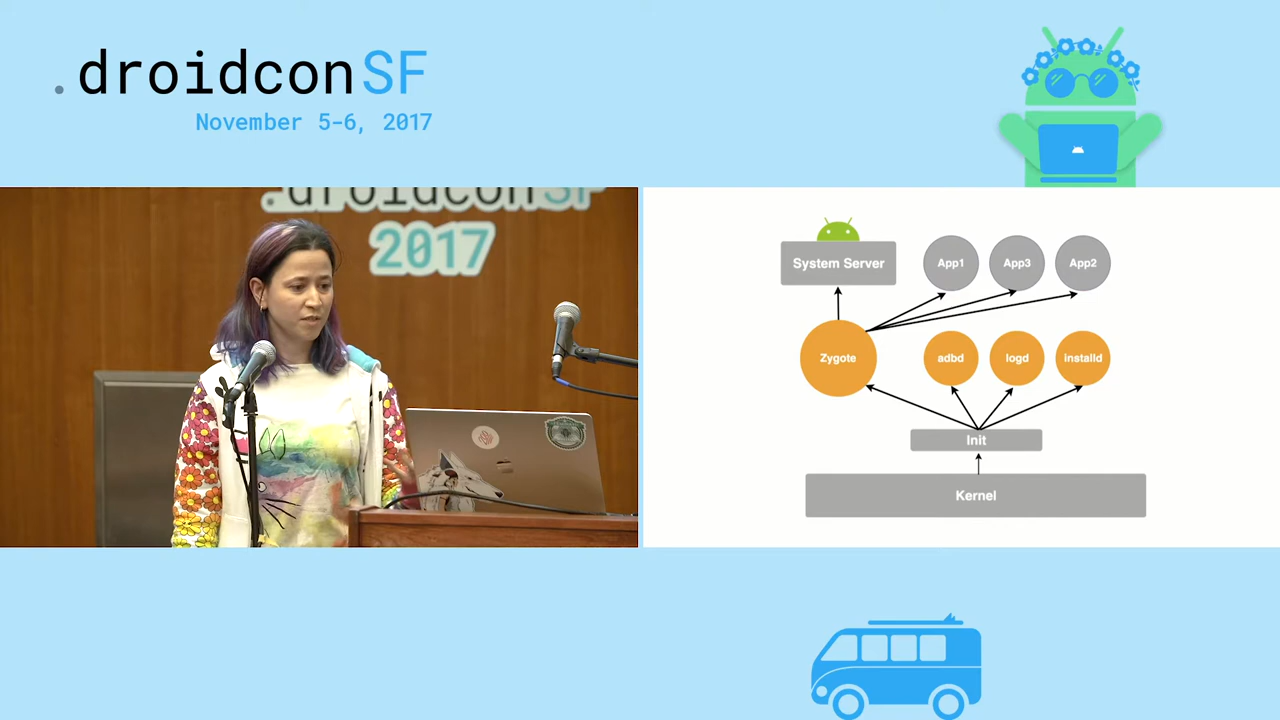 .droidconSF
November 5-6, 2017
.droidconSF
2017
System Server
App1
App3
App2
Zygote
adbd
logd
installd
Init
Kernel